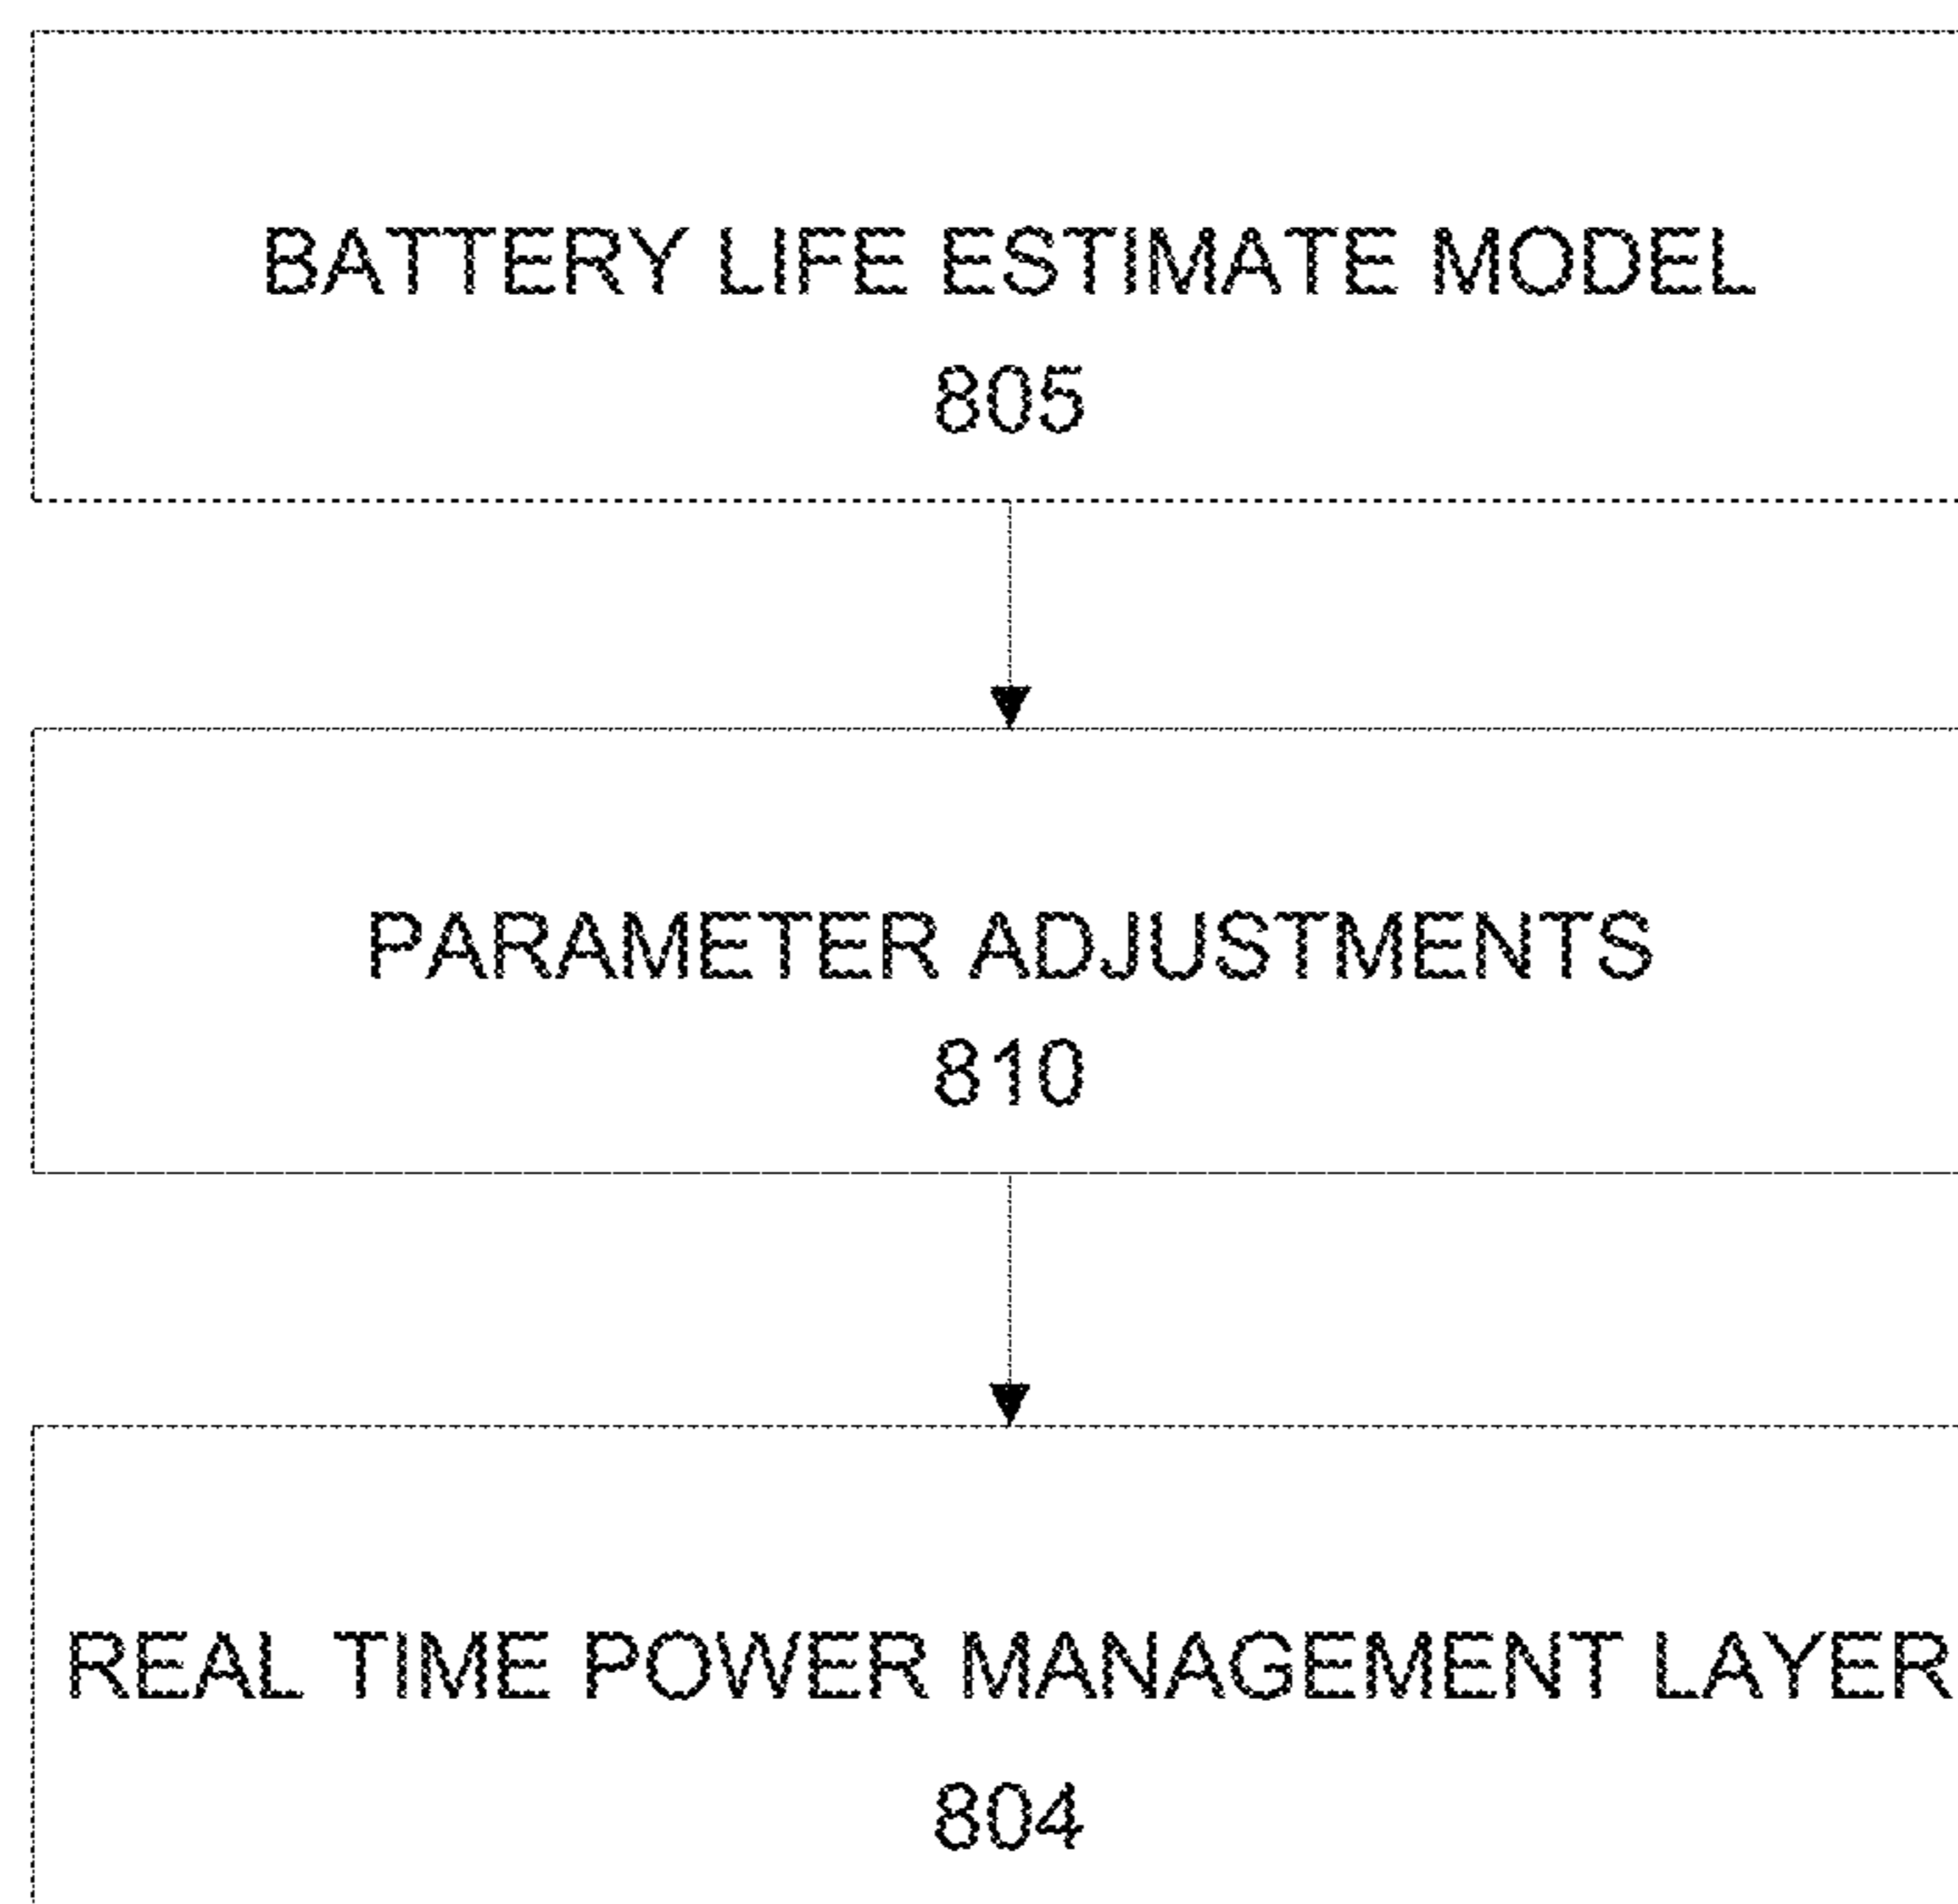 BATTERY LIFE ESTIMATE MODEL
805
PARAMETER ADJUSTMENTS
810
REAL TIME POWER MANAGEMENT LAYER
804